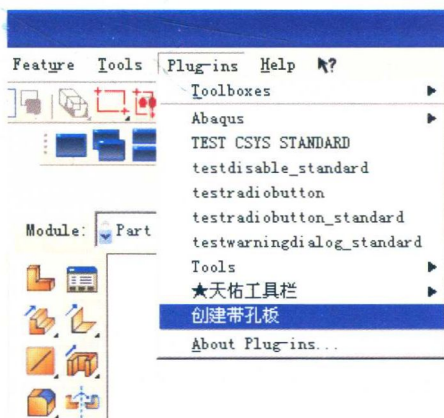 Feature Tools Plug-ins Help
Toolboxes
Abaqus
TEST CSYS STANDARD
testdisable_standard
testradiobutton
testradiobutton_standard
testwarningdialog_standard
Module: Part
Tools
★天佑工具栏
创建带孔板
About Plug-ins...